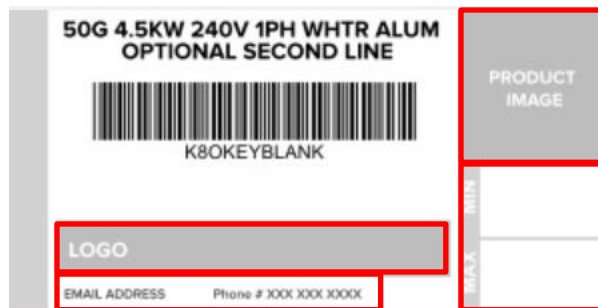 50G 4.5KW 240V 1PH WHTR ALUM
OPTIONAL SECOND LINE
K8OKEYBLANK
PRODUCT
IMAGE
MIN
MAX
LOGO
EMAIL ADDRESS Phone # XXX XXX XXXX